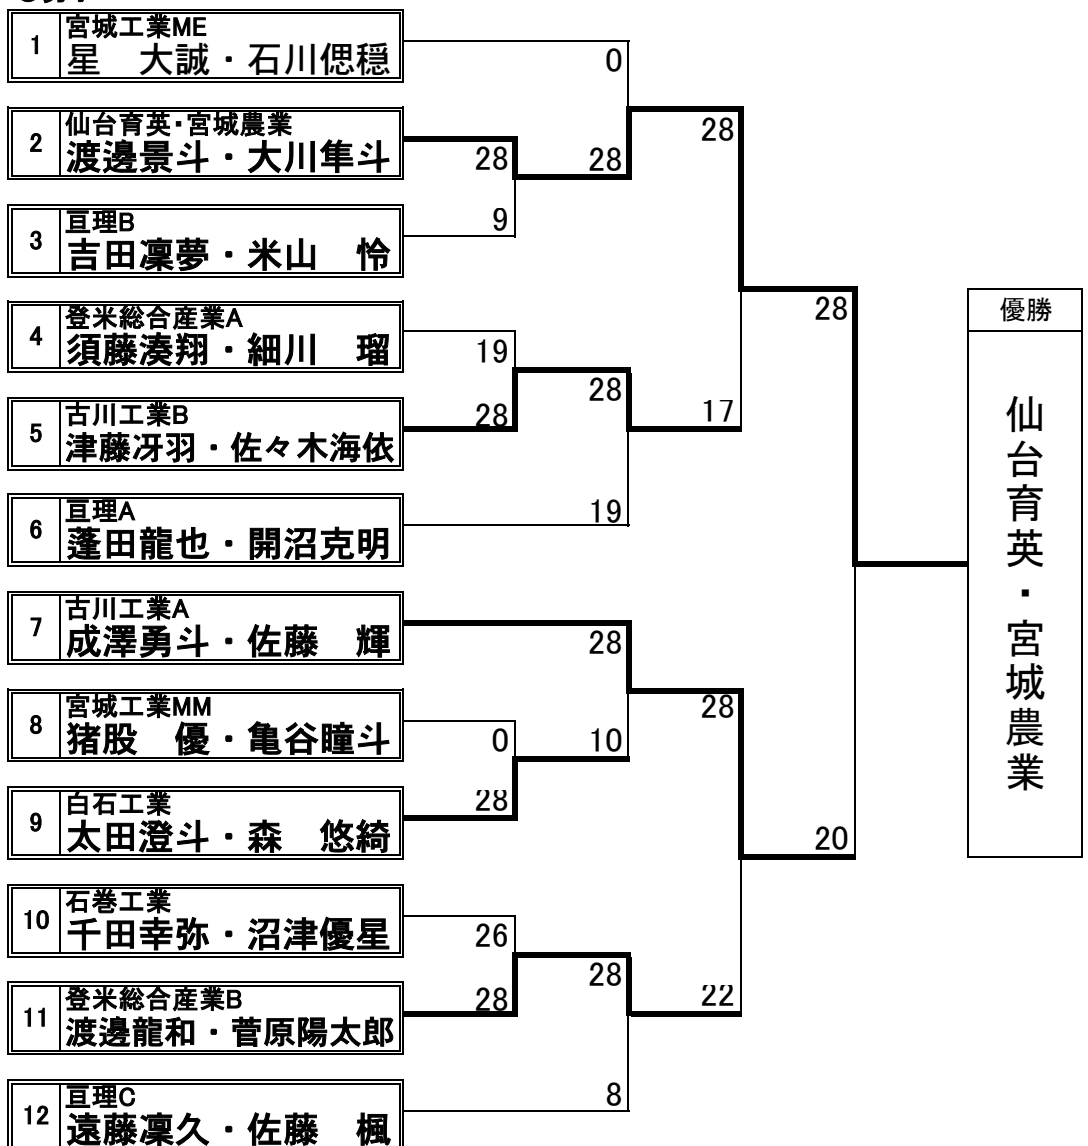 1
宮城工業ME
星　大誠・石川偲穏
0
2
仙台育英・宮城農業
渡邊景斗・大川隼斗
28
28
28
3
亘理B
吉田凜夢・米山　怜
9
28
優勝
4
登米総合産業A
須藤湊翔・細川　瑠
19
28
17
5
古川工業B
津藤冴羽・佐々木海依
28
6
亘理A
蓬田龍也・開沼克明
19
仙台育英・宮城農業
7
古川工業A
成澤勇斗・佐藤　輝
28
28
8
宮城工業MM
猪股　優・亀谷瞳斗
0
10
9
白石工業
太田澄斗・森　悠綺
28
20
10
石巻工業
千田幸弥・沼津優星
26
28
22
11
登米総合産業B
渡邊龍和・菅原陽太郎
28
12
亘理C
遠藤凜久・佐藤　楓
8